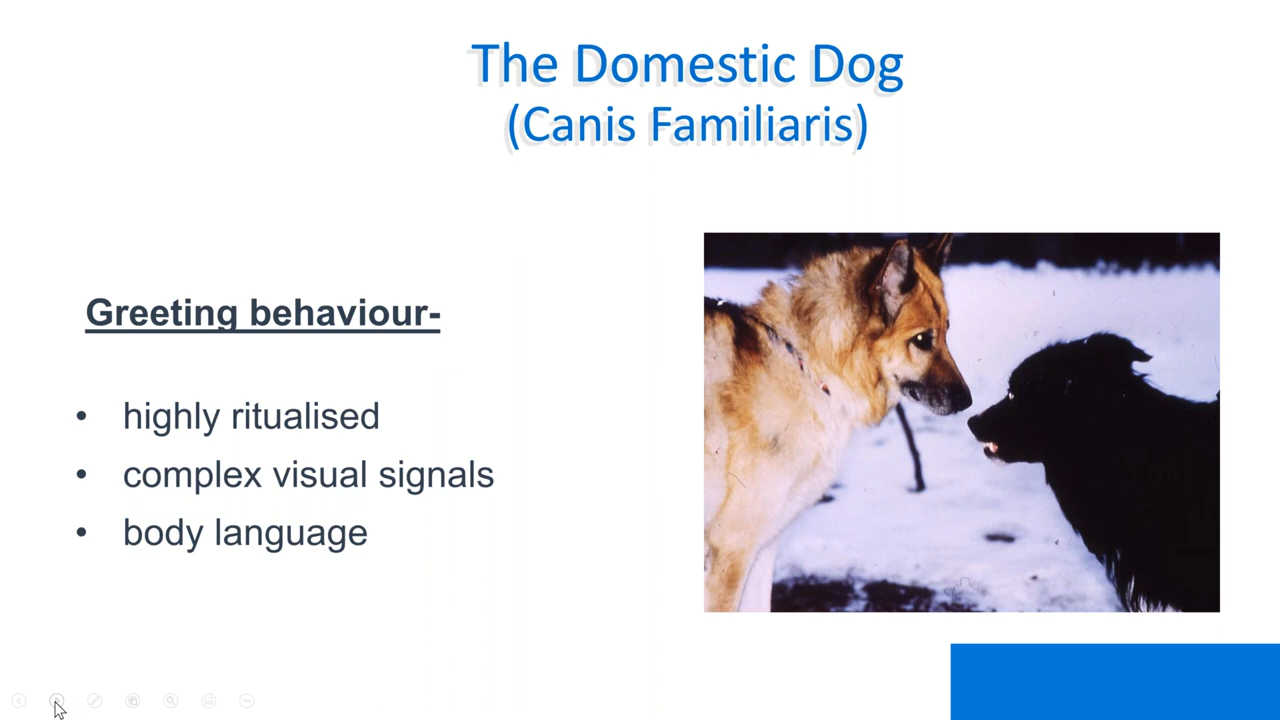 The Domestic Dog
(Canis Familiaris)
Greeting behaviour-
• highly ritualised
• complex visual signals
• body language